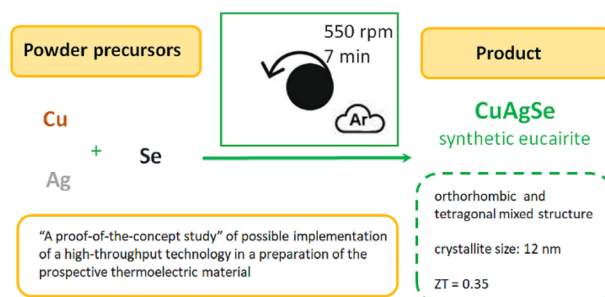 Powder precursors
550 rpm
7 min
Product
Cu
+
Ag
Se
Ar
CuAgSe
synthetic eucairite
"A proof-of-the-concept study" of possible implementation
of a high-throughput technology in a preparation of the
prospective thermoelectric material
orthorhombic and
tetragonal mixed structure
crystallite size: 12 nm
ZT = 0.35